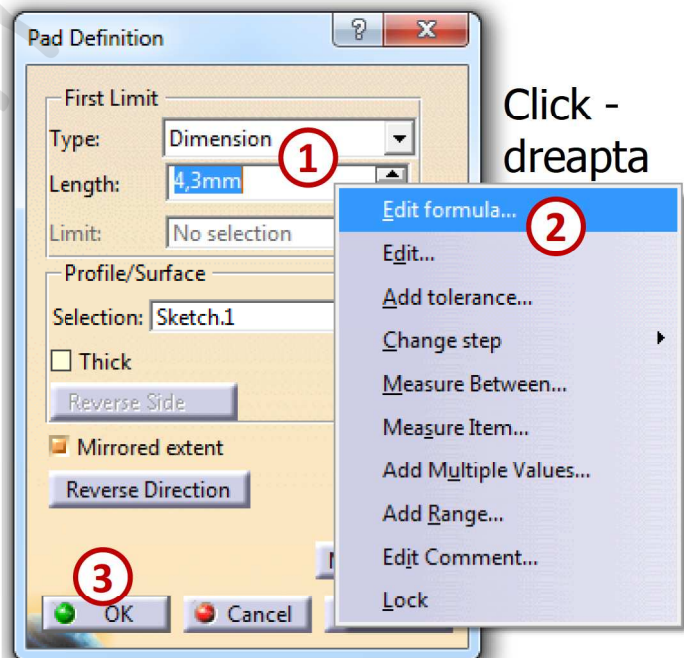 Pad Definition
?
First Limit
Type: Dimension
1
Length: 4,3mm
Limit: No selection
Profile/Surface
Selection: Sketch.1
Thick
Reverse Side
Mirrored extent
Reverse Direction
3
OK Cancel
Click -
dreapta
Edit formula...
2
Edit...
Add tolerance...
Change step
Measure Between...
Measure Item...
Add Multiple Values...
Add Range...
Edit Comment...
Lock